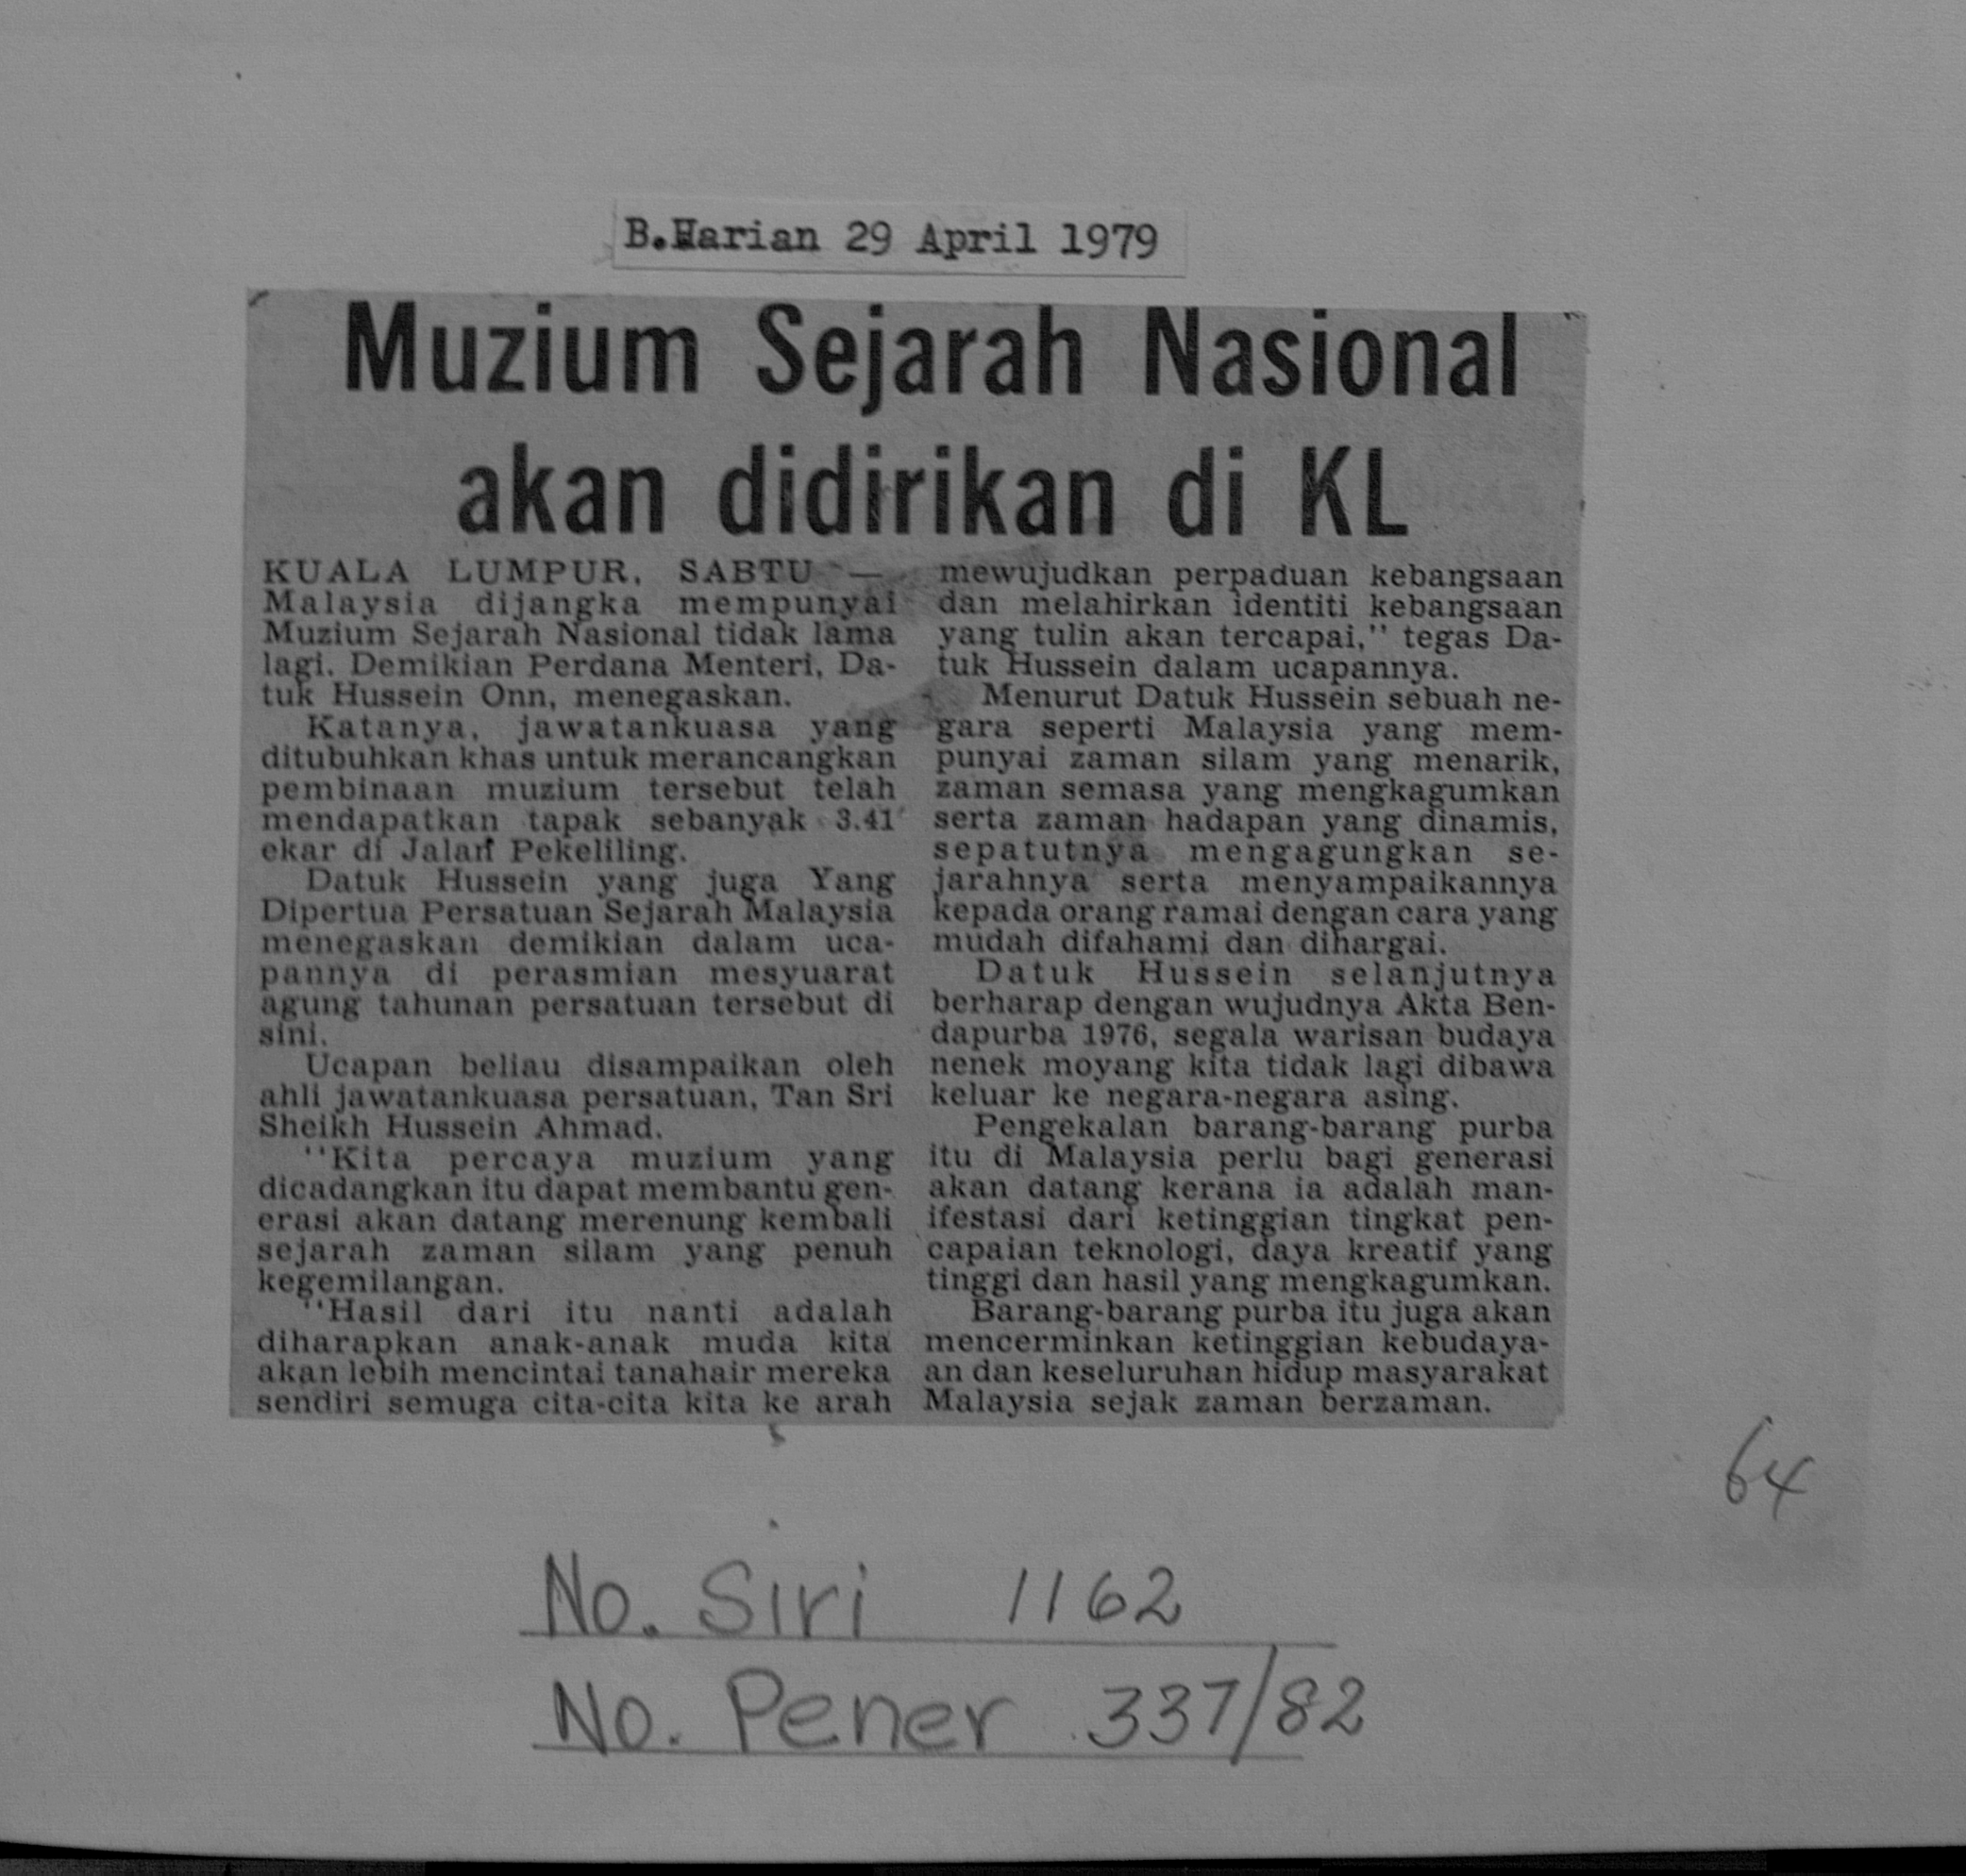 B.Harian 29 April 1979
Muzium Sejarah Nasional
akan didirikan di KL
KUALA LUMPUR, SABTU —
Malaysia dijangka mempunyai
Muzium Sejarah Nasional tidak lama
lagi. Demikian Perdana Menteri, Da-
tuk Hussein Onn, menegaskan.
Katanya, jawatankuasa yang
ditubuhkan khas untuk merancangkan
pembinaan muzium tersebut telah
mendapatkan tapak sebanyak 3.41
ekar di Jalan Pekeliling.
Datuk Hussein yang juga Yang
Dipertua Persatuan Sejarah Malaysia
menegaskan demikian dalam uca-
pannya di perasmian mesyuarat
agung tahunan persatuan tersebut di
sini.
Ucapan beliau disampaikan oleh
ahli jawatankuasa persatuan, Tan Sri
Sheikh Hussein Ahmad.
"Kita percaya muzium yang
dicadangkan itu dapat membantu gen-
erasi akan datang merenung kembali
sejarah zaman silam yang penuh
kegemilangan.
"Hasil dari itu nanti adalah
diharapkan anak-anak muda kita
akan lebih mencintai tanahair mereka
sendiri semuga cita-cita kita ke arah
mewujudkan perpaduan kebangsaan
dan melahirkan identiti kebangsaan
yang tulin akan tercapai," tegas Da-
tuk Hussein dalam ucapannya.
Menurut Datuk Hussein sebuah ne-
gara seperti Malaysia yang mem-
punyai zaman silam yang menarik,
zaman semasa yang mengkagumkan
serta zaman hadapan yang dinamis,
sepatutnya mengagungkan se-
jarahnya serta menyampaikannya
kepada orang ramai dengan cara yang
mudah difahami dan dihargai.
Datuk Hussein selanjutnya
berharap dengan wujudnya Akta Ben-
dapurba 1976, segala warisan budaya
nenek moyang kita tidak lagi dibawa
keluar ke negara-negara asing.
Pengekalan barang-barang purba
itu di Malaysia perlu bagi generasi
akan datang kerana ia adalah man-
ifestasi dari ketinggian tingkat pen-
capaian teknologi, daya kreatif yang
tinggi dan hasil yang mengkagumkan.
Barang-barang purba itu juga akan
mencerminkan ketinggian kebudaya-
an dan keseluruhan hidup masyarakat
Malaysia sejak zaman berzaman.
64
No. Siri 1162
No. Pener 337/82